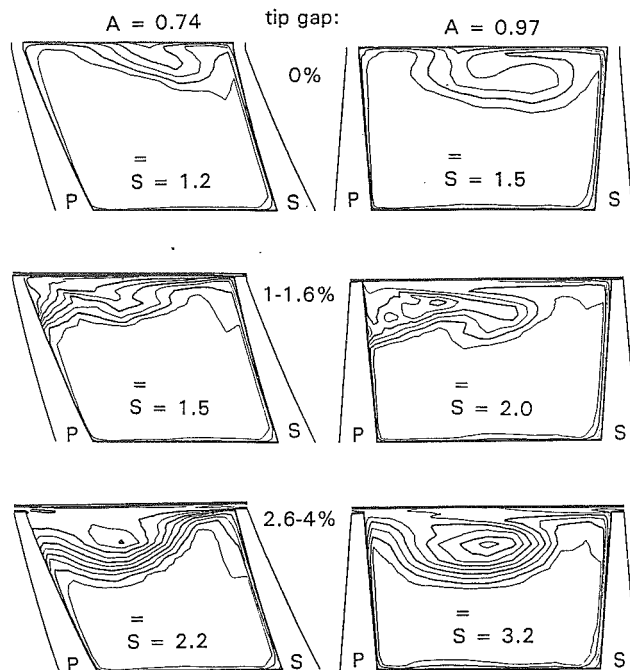 tip gap:
A = 0.74
A = 0.97
0%
=
S = 1.2
P
S
=
S = 1.5
P
S
1-1.6%
=
S = 1.5
P
S
=
S = 2.0
P
S
2.6-4%
=
S = 2.2
P
S
=
S = 3.2
P
S